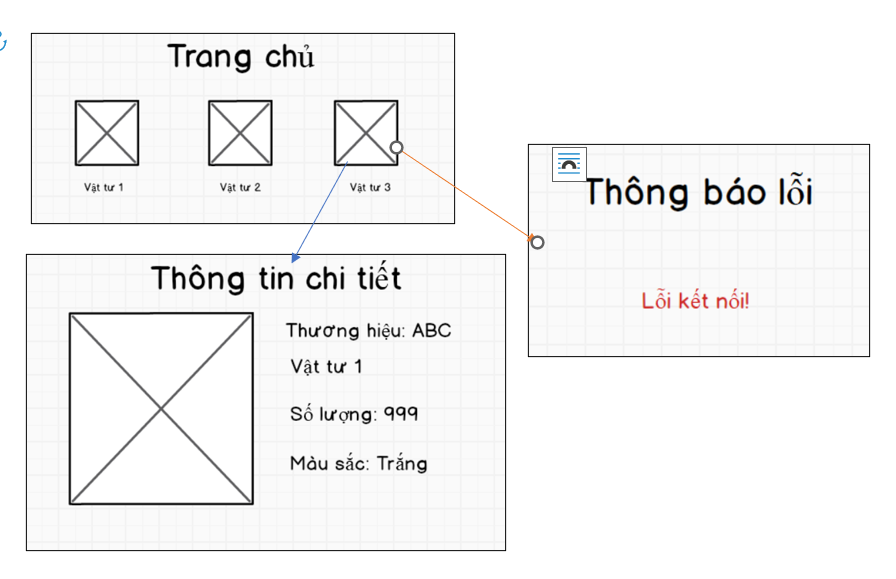 Trang chủ
Vật tư 1
Vật tư 2
Vật tư 3
Thông báo lỗi
Lỗi kết nối!
Thông tin chi tiết
Thương hiệu: ABC
Vật tư 1
Số lượng: 999
Màu sắc: Trắng